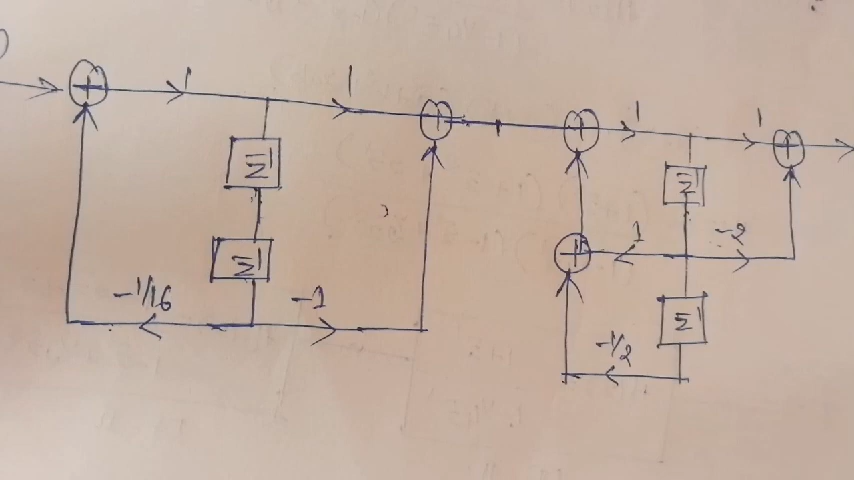 + 1 1 + + 1 1 +
z⁻¹ z⁻¹
z⁻¹ + 1 -2
-1/16 -1 z⁻¹
-1/2